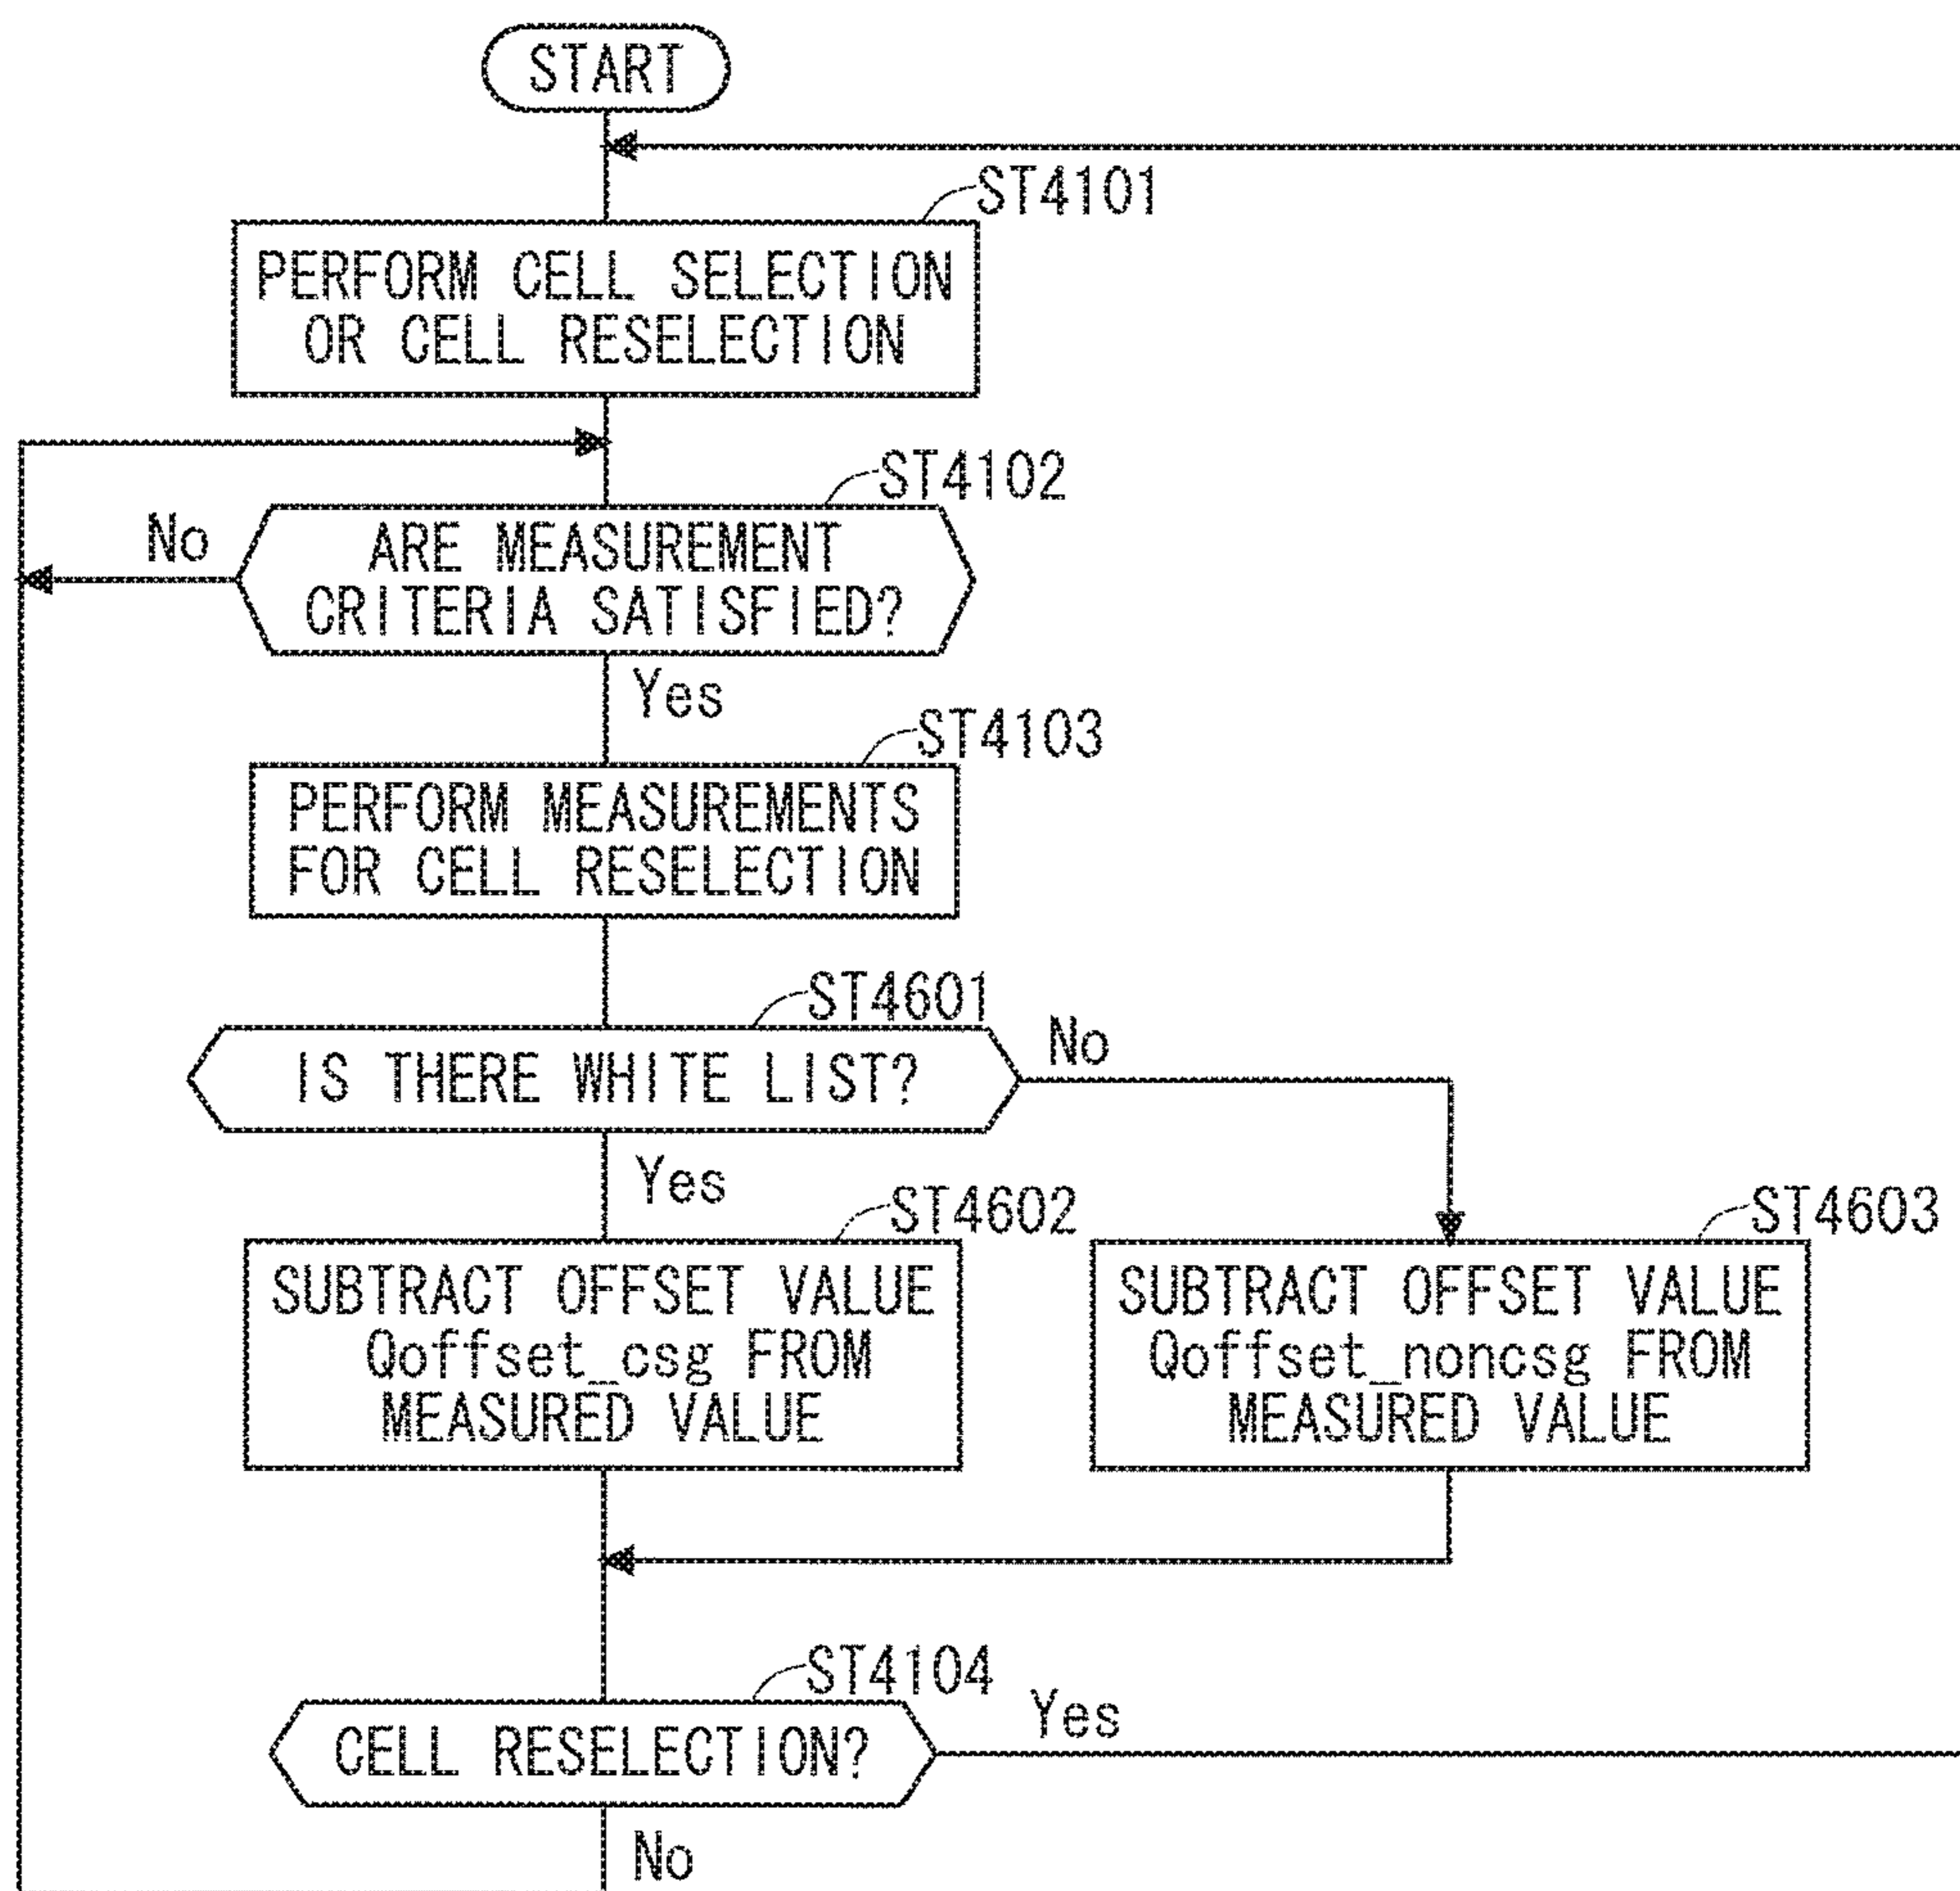 START
ST4101
PERFORM CELL SELECTION
OR CELL RESELECTION
ST4102
No
ARE MEASUREMENT
CRITERIA SATISFIED?
Yes
ST4103
PERFORM MEASUREMENTS
FOR CELL RESELECTION
ST4601
IS THERE WHITE LIST?
No
Yes
ST4602
SUBTRACT OFFSET VALUE
Qoffset_csg FROM
MEASURED VALUE
ST4603
SUBTRACT OFFSET VALUE
Qoffset_noncsg FROM
MEASURED VALUE
ST4104
CELL RESELECTION?
Yes
No